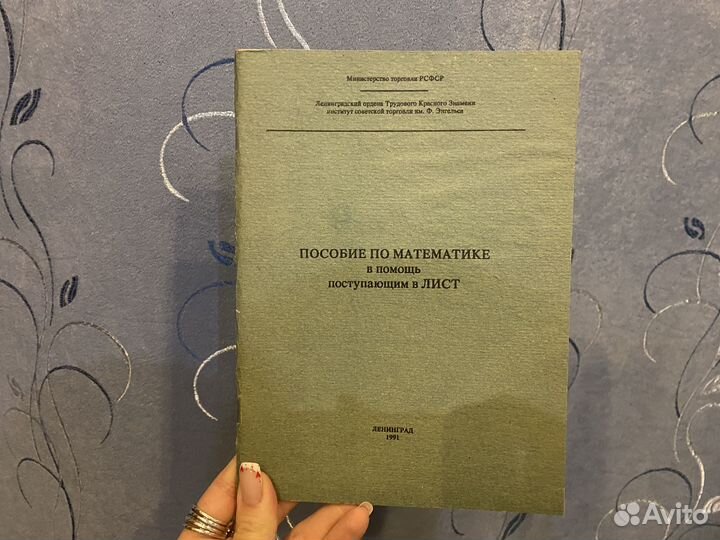 Министерство торговли РСФСР
Ленинградский ордена Трудового Красного Знамени
институт советской торговли им. Ф. Энгельса
ПОСОБИЕ ПО МАТЕМАТИКЕ
в помощь
поступающим в ЛИСТ
ЛЕНИНГРАД
1991
Avito